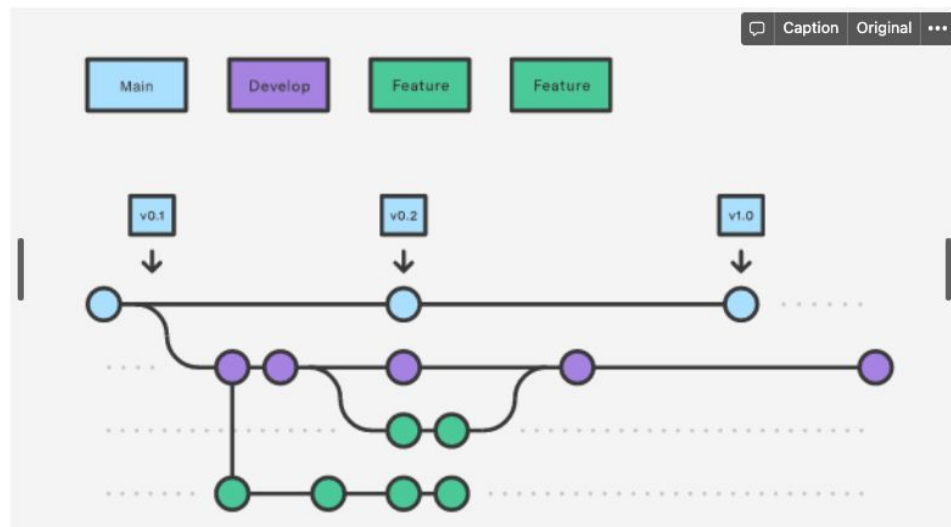 Caption Original •••
Main Develop Feature Feature
v0.1 v0.2 v1.0